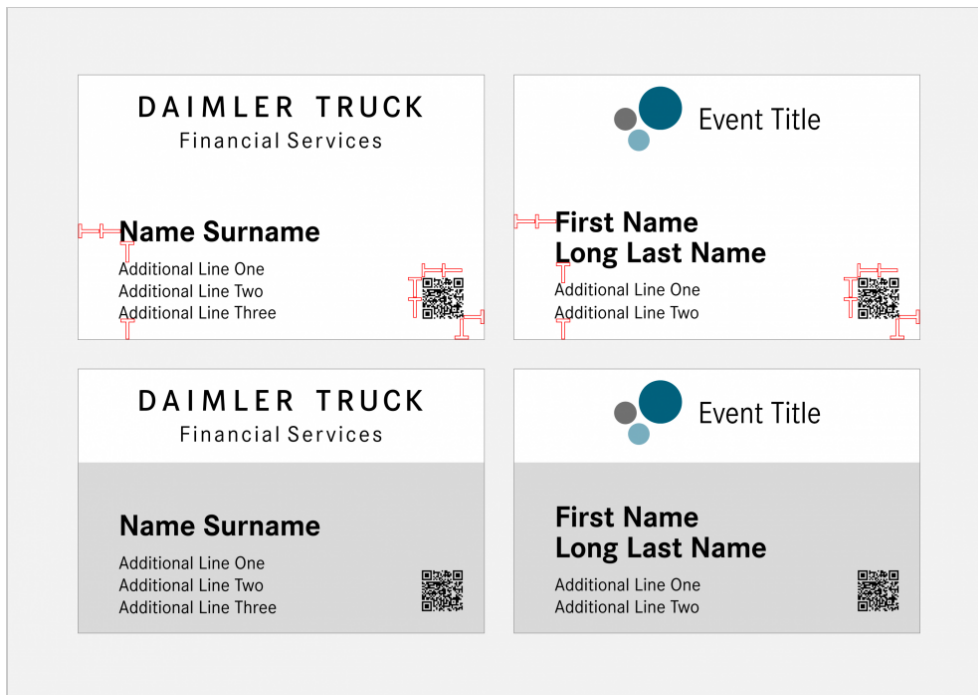 DAIMLER TRUCK
Financial Services
Name Surname
Additional Line One
Additional Line Two
Additional Line Three
Event Title
First Name
Long Last Name
Additional Line One
Additional Line Two
DAIMLER TRUCK
Financial Services
Name Surname
Additional Line One
Additional Line Two
Additional Line Three
Event Title
First Name
Long Last Name
Additional Line One
Additional Line Two